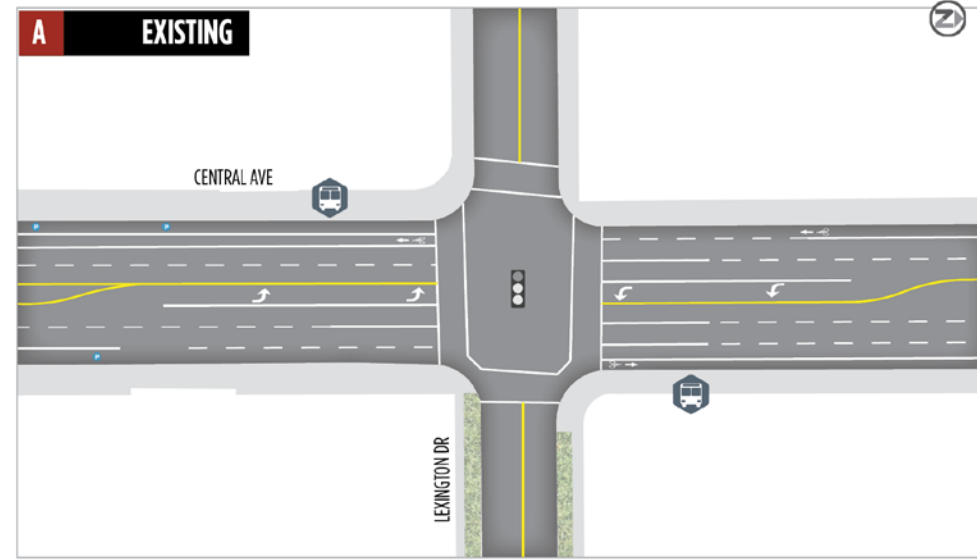 A EXISTING
Z
CENTRAL AVE
P P
P
LEXINGTON DR